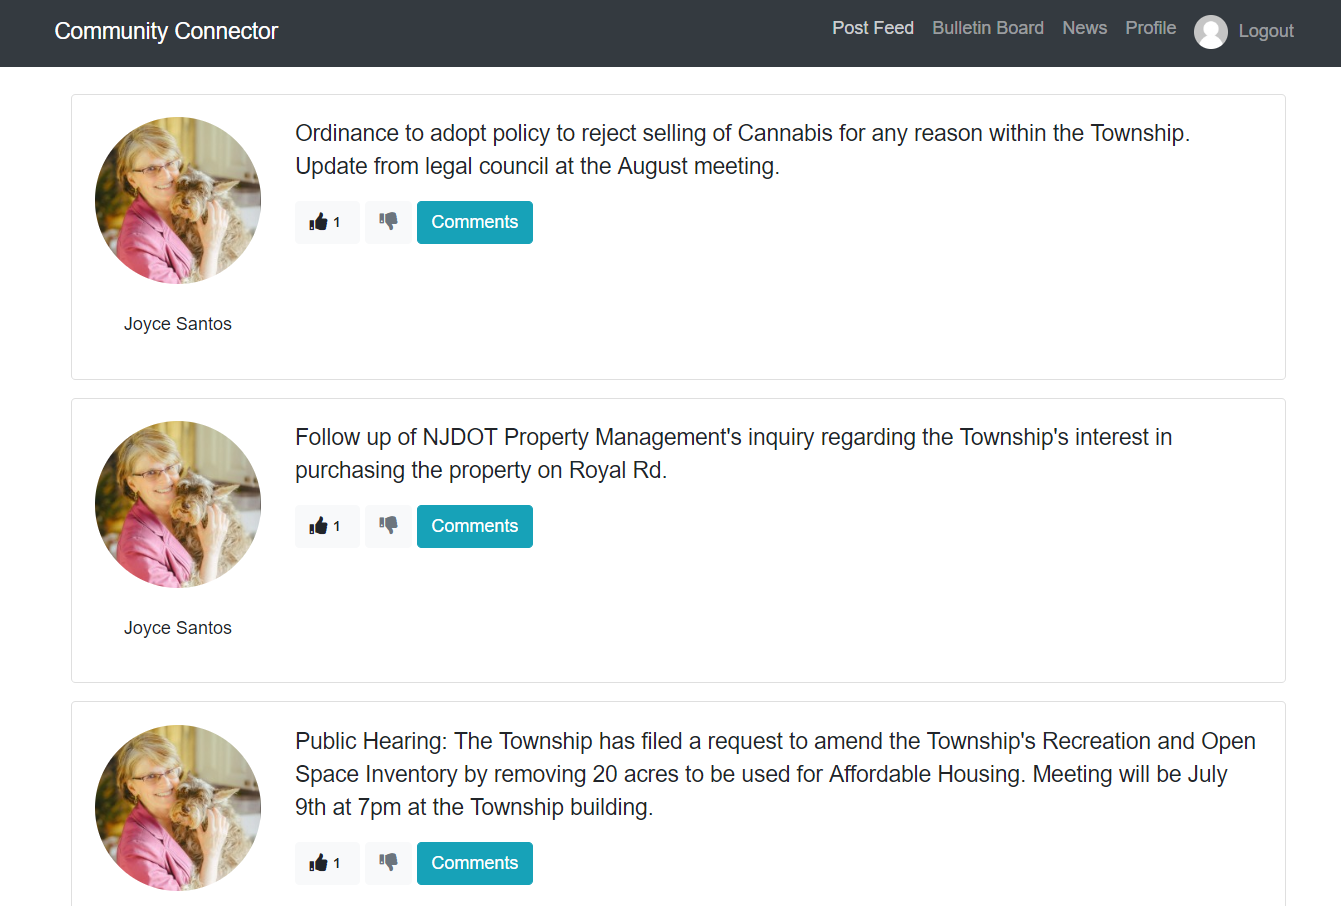 Community Connector
Post Feed Bulletin Board News Profile Logout
Ordinance to adopt policy to reject selling of Cannabis for any reason within the Township.
Update from legal council at the August meeting.
1 Comments
Joyce Santos
Follow up of NJDOT Property Management's inquiry regarding the Township's interest in
purchasing the property on Royal Rd.
1 Comments
Joyce Santos
Public Hearing: The Township has filed a request to amend the Township's Recreation and Open
Space Inventory by removing 20 acres to be used for Affordable Housing. Meeting will be July
9th at 7pm at the Township building.
1 Comments